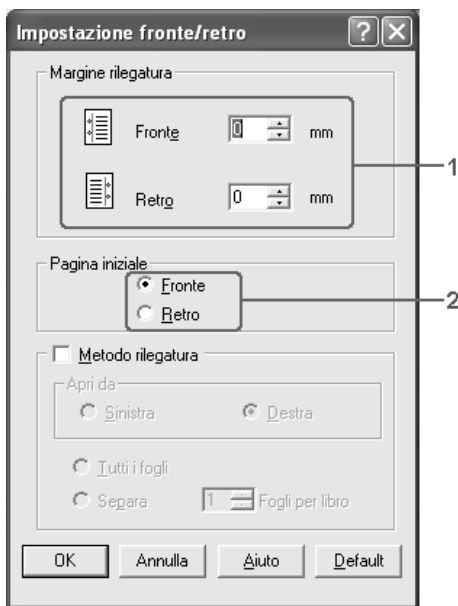 Impostazione fronte/retro
Margine rilegatura
Fronte 0 mm
1
Retro 0 mm
Pagina iniziale
Fronte
2
Retro
Metodo rilegatura
Apri da
Sinistra Destra
Tutti i fogli
Separa 1 Fogli per libro
OK Annulla Aiuto Default